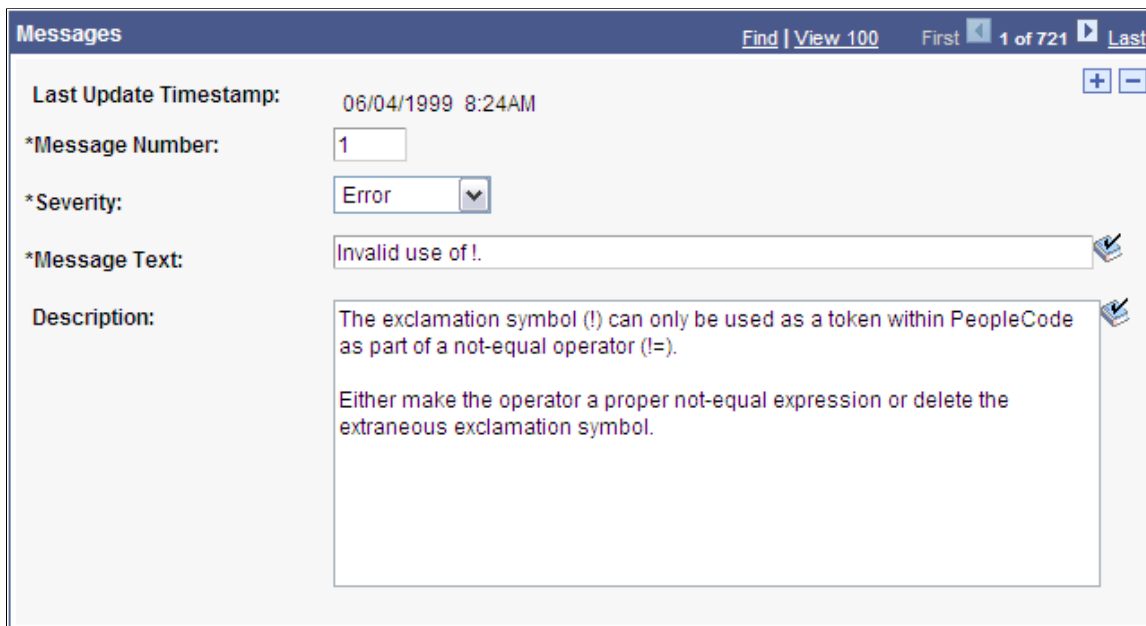 Messages Find | View 100 First 1 of 721 Last
Last Update Timestamp: 06/04/1999 8:24AM
*Message Number: 1
*Severity: Error
*Message Text: Invalid use of !.
Description: The exclamation symbol (!) can only be used as a token within PeopleCode
as part of a not-equal operator (!=).
Either make the operator a proper not-equal expression or delete the
extraneous exclamation symbol.